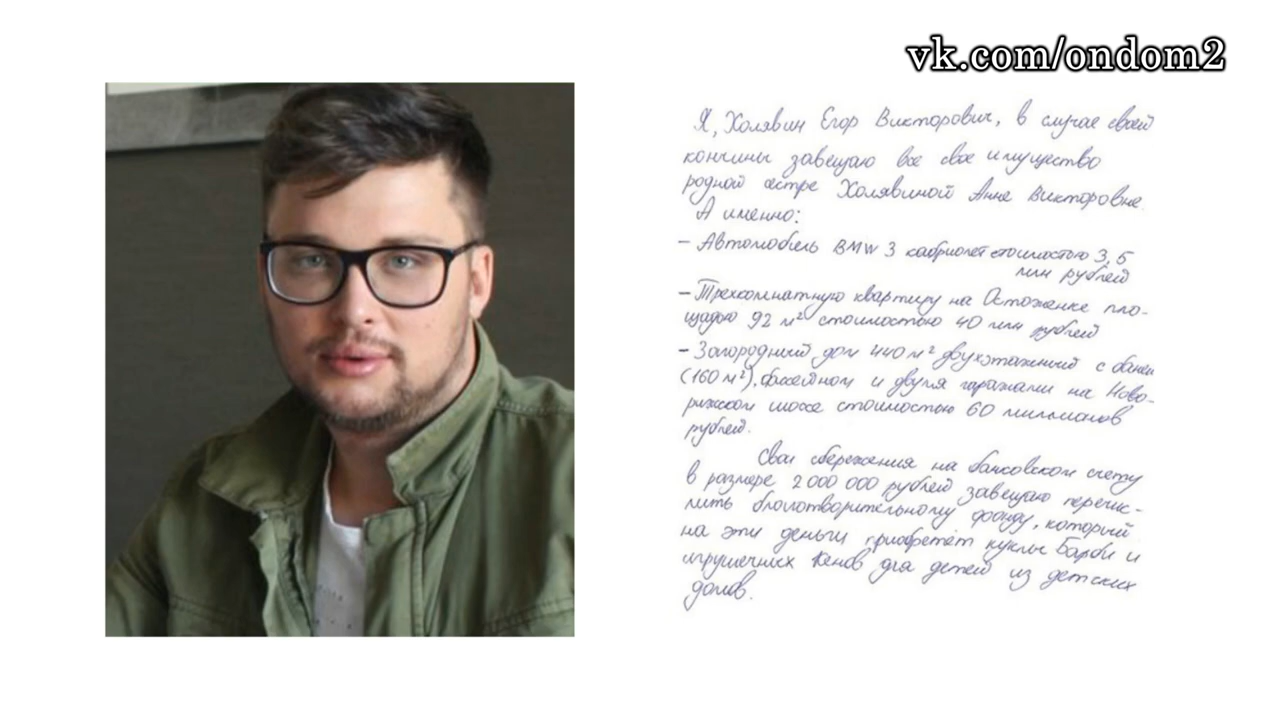 vk.com/ondom2
Я, Холявин Егор Викторович, в случае своей
кончины завещаю все свое имущество
родной сестре Холявиной Анне Викторовне.
А именно:
- Автомобиль BMW 3 кабриолет стоимостью 3,5
млн рублей
- Трехкомнатную квартиру на Остоженке пло-
щадью 92 м² стоимостью 40 млн рублей
- Загородный дом 440 м² двухэтажный с баней
(160 м²), бассейном и двумя гаражами на Ново-
рижском шоссе стоимостью 60 миллионов
рублей.
Свои сбережения на банковском счету
в размере 2 000 000 рублей завещаю перечис-
лить благотворительному фонду, который
на эти деньги приобретёт куклы Барби и
игрушечных Кенов для детей из детских
домов.